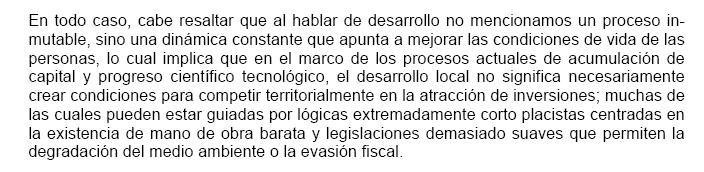 En todo caso, cabe resaltar que al hablar de desarrollo no mencionamos un proceso in-
mutable, sino una dinámica constante que apunta a mejorar las condiciones de vida de las
personas, lo cual implica que en el marco de los procesos actuales de acumulación de
capital y progreso científico tecnológico, el desarrollo local no significa necesariamente
crear condiciones para competir territorialmente en la atracción de inversiones; muchas de
las cuales pueden estar guiadas por lógicas extremadamente corto placistas centradas en
la existencia de mano de obra barata y legislaciones demasiado suaves que permiten la
degradación del medio ambiente o la evasión fiscal.